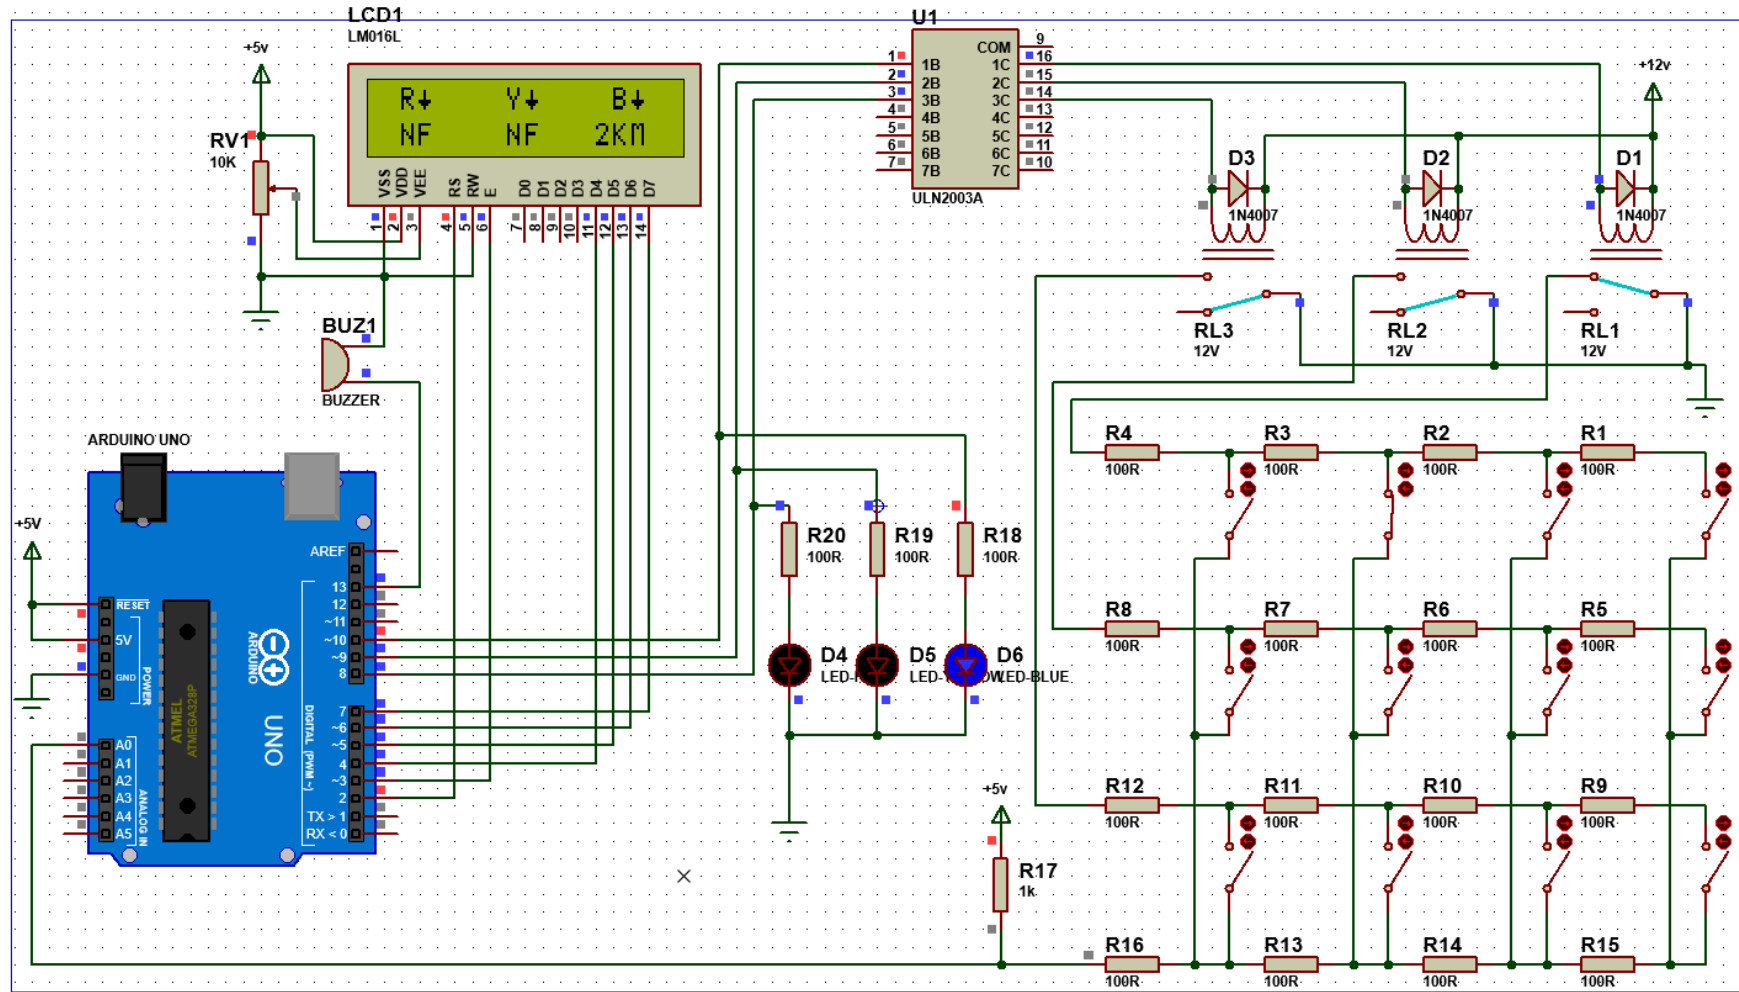 LCD1
LM016L
R↓ Y↓ B↓
NF NF 2KM
VSS VDD VEE RS RW E D0 D1 D2 D3 D4 D5 D6 D7
1 2 3 4 5 6 7 8 9 10 11 12 13 14
+5v
RV1
10K
BUZ1
BUZZER
U1
COM 9
1 1B 1C 16
2 2B 2C 15
3 3B 3C 14
4 4B 4C 13
5 5B 5C 12
6 6B 6C 11
7 7B 7C 10
ULN2003A
+12v
D3
1N4007
D2
1N4007
D1
1N4007
RL3
12V
RL2
12V
RL1
12V
ARDUINO UNO
+5V
AREF
RESET
5V
GND
POWER
13
12
~11
~10
~9
8
7
~6
~5
4
~3
2
TX > 1
RX < 0
DIGITAL (PWM ~)
A0
A1
A2
A3
A4
A5
ANALOG IN
ATMEL
ATMEGA328P
ARDUINO
UNO
R20
100R
R19
100R
R18
100R
D4
D5
D6
LED-BLUE
+5v
R17
1k
R4
100R
R3
100R
R2
100R
R1
100R
R8
100R
R7
100R
R6
100R
R5
100R
R12
100R
R11
100R
R10
100R
R9
100R
R16
100R
R13
100R
R14
100R
R15
100R